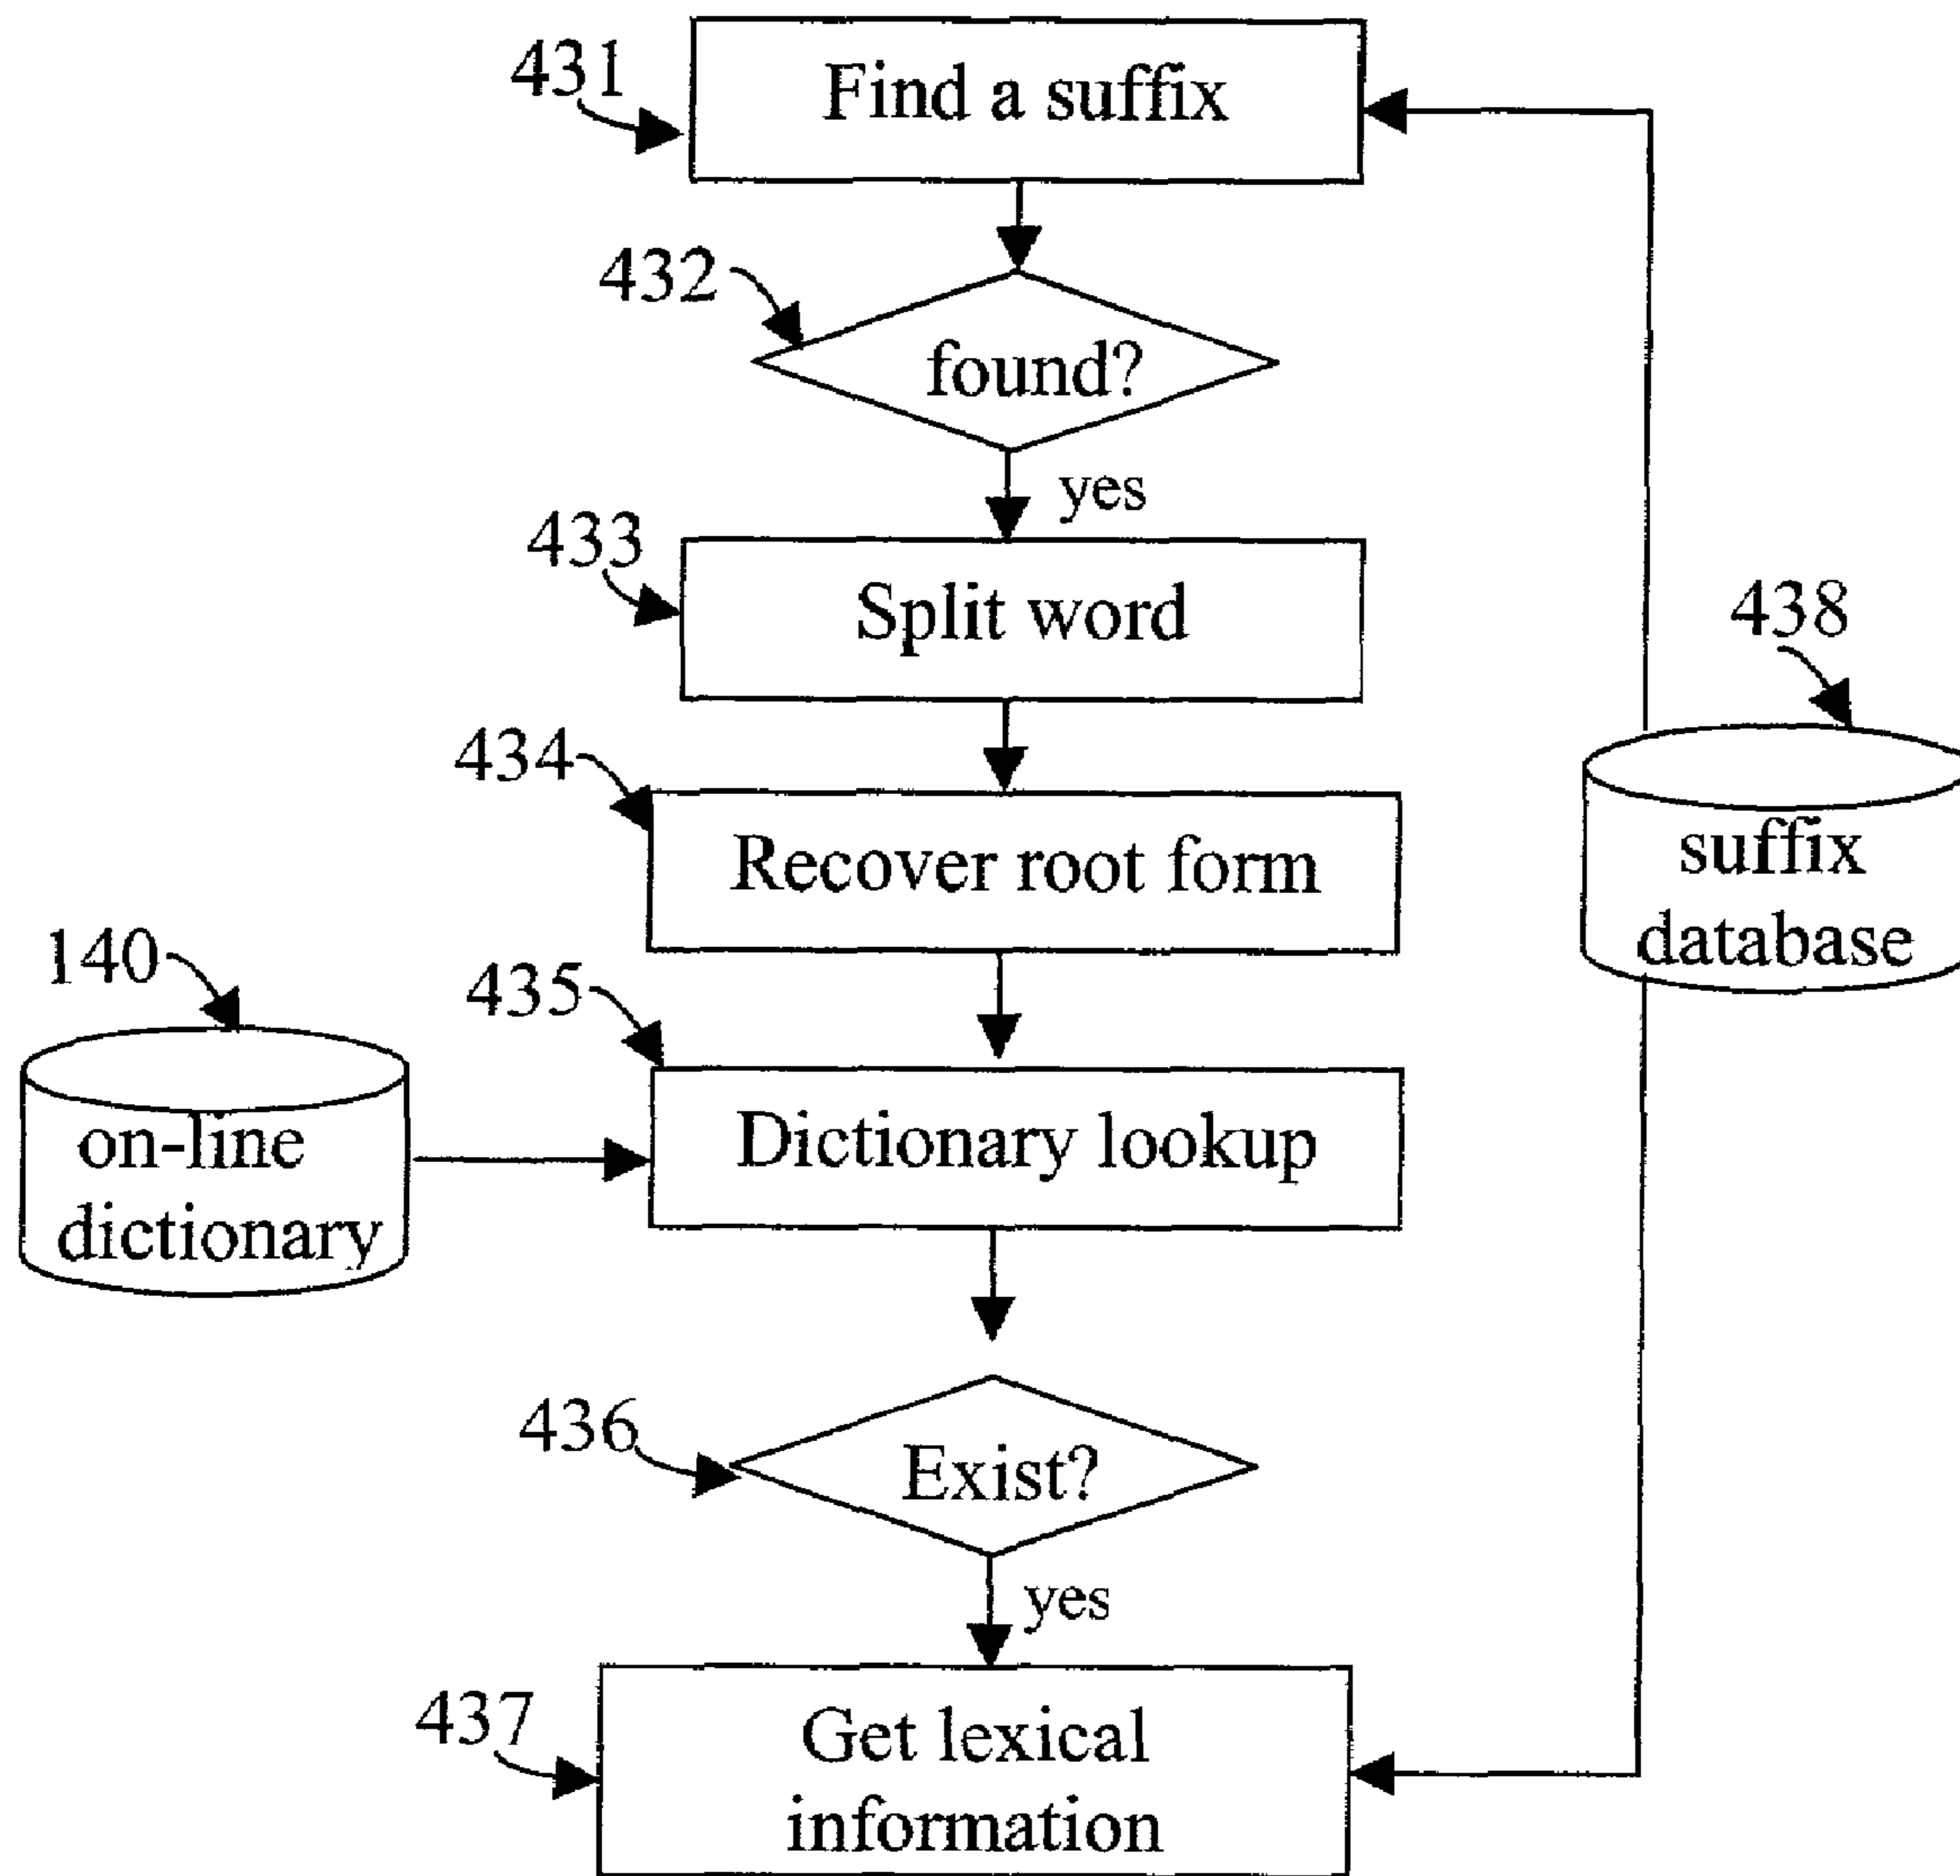 431
Find a suffix
432
found?
yes
433
Split word
438
434
Recover root form
suffix
database
140
435
on-line
dictionary
Dictionary lookup
436
Exist?
yes
437
Get lexical
information